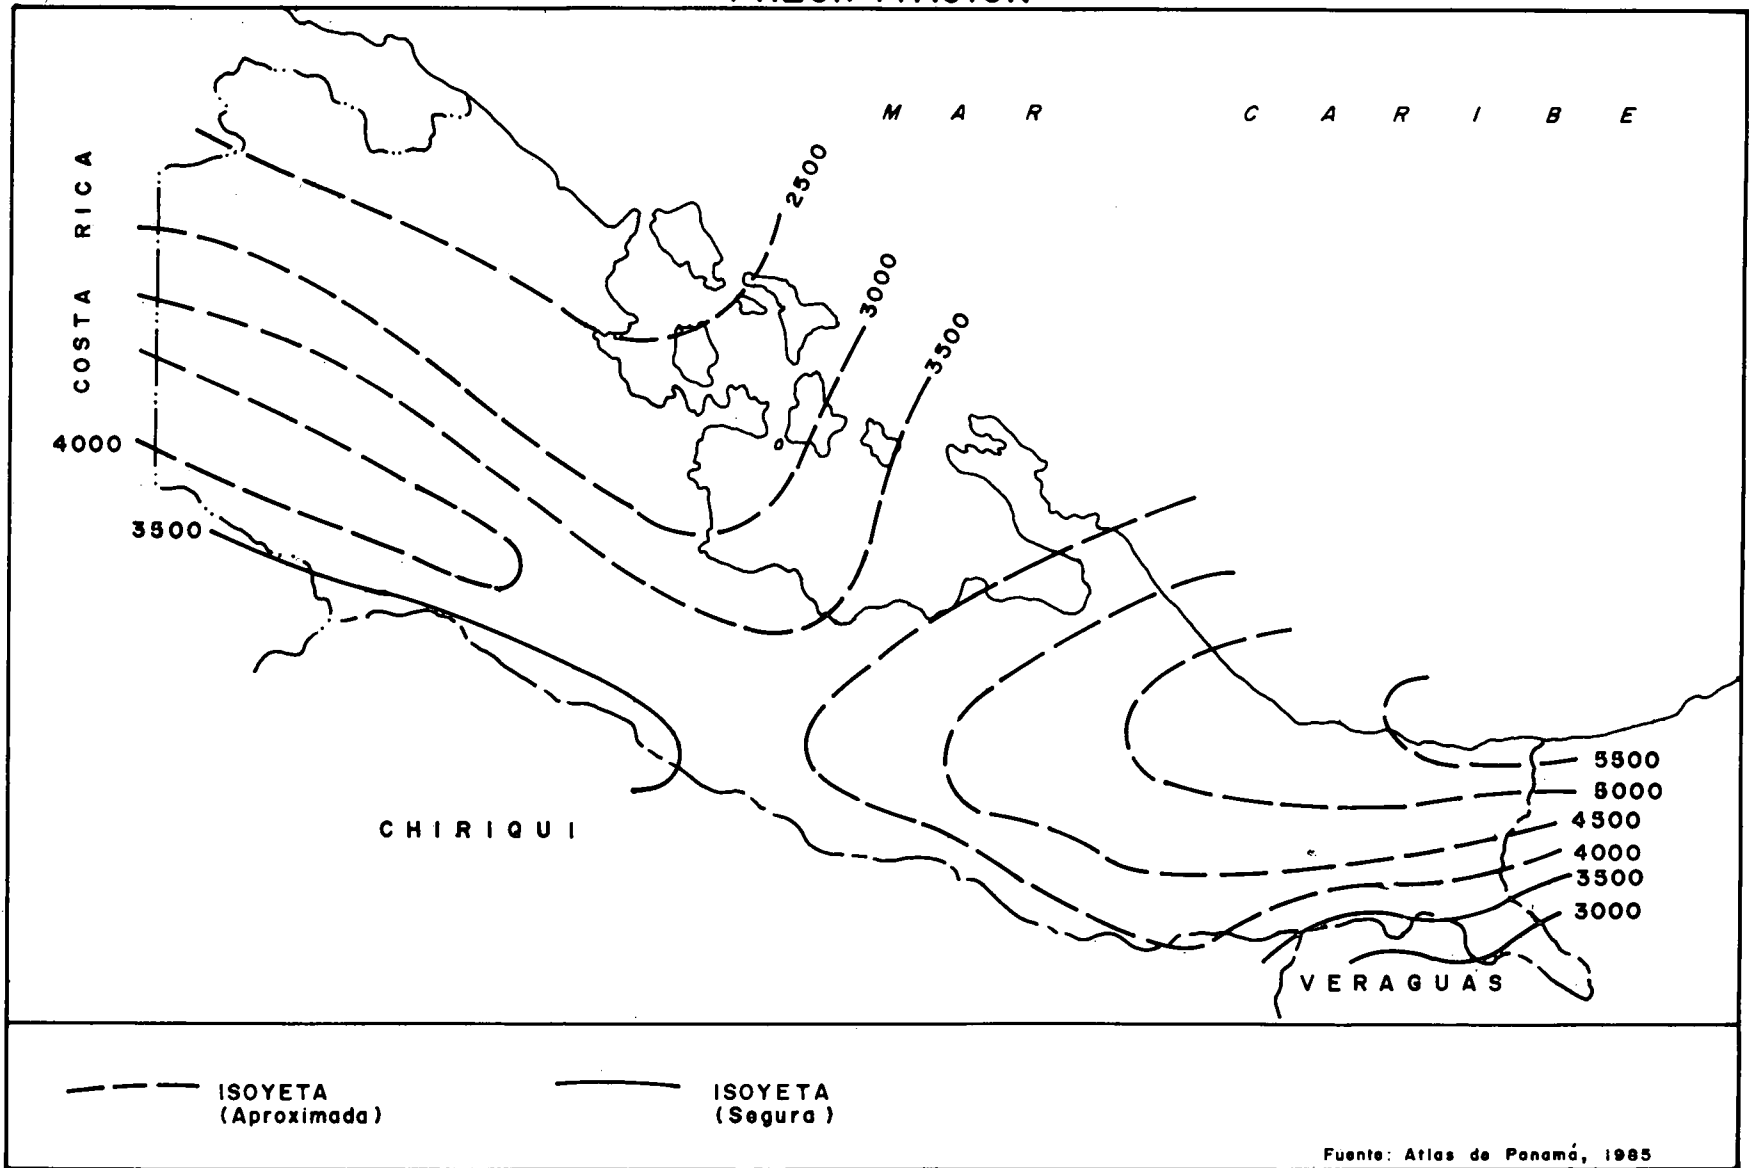 MAR CARIBE
COSTA RICA
2500
3000
3500
4000
3500
CHIRIQUI
5500
5000
4500
4000
3500
3000
VERAGUAS
ISOYETA
(Aproximada)
ISOYETA
(Segura)
Fuente: Atlas de Panamá, 1985